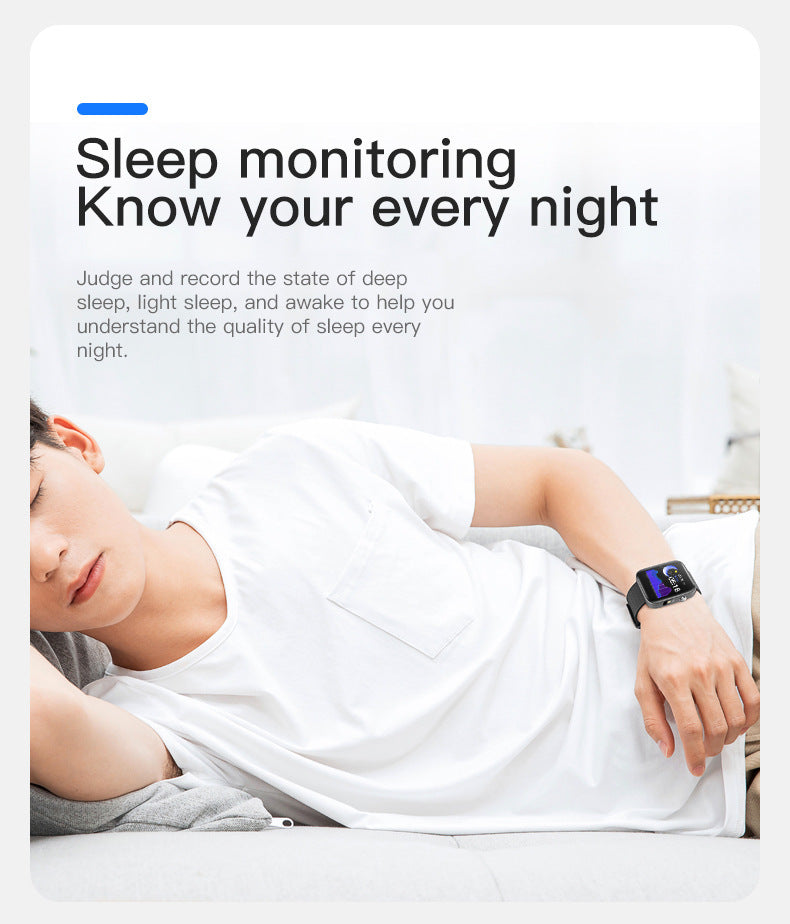 Sleep monitoring
Know your every night
Judge and record the state of deep
sleep, light sleep, and awake to help you
understand the quality of sleep every
night.